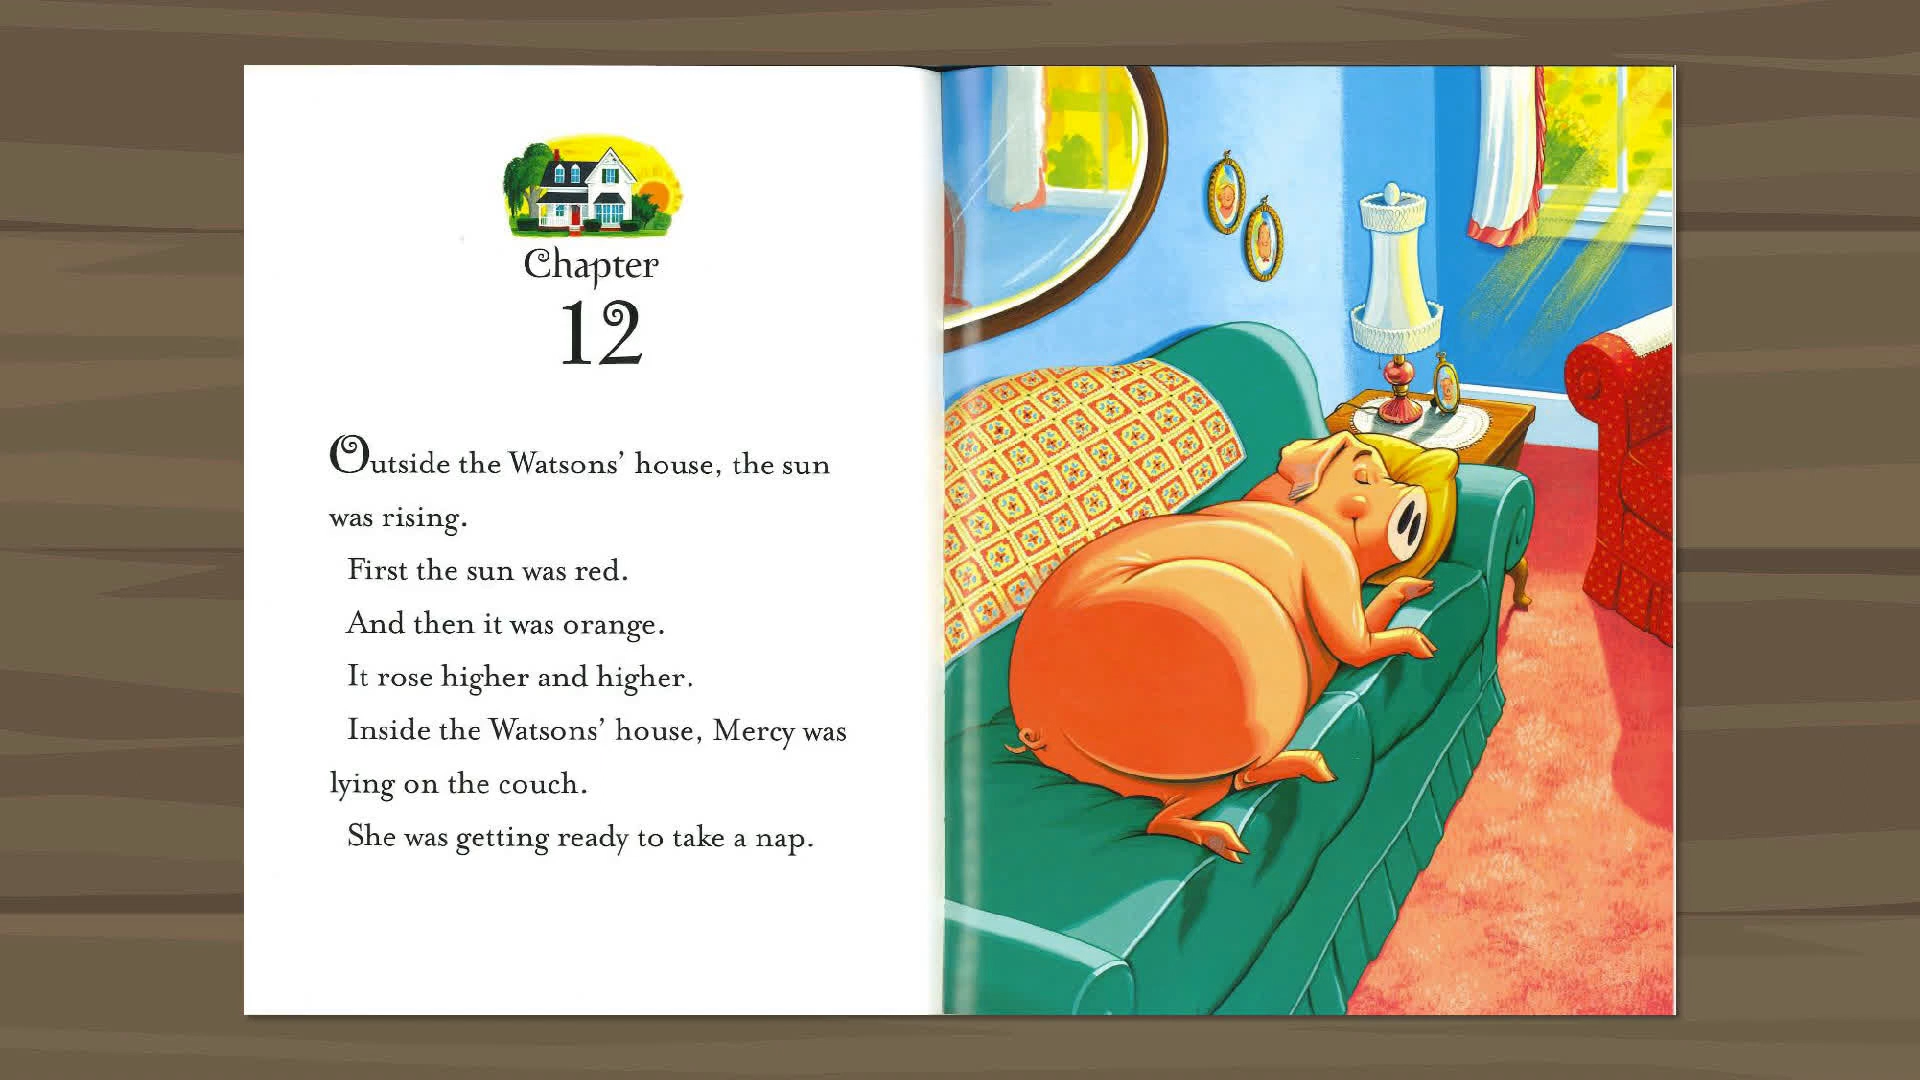 Chapter
12
Outside the Watsons’ house, the sun
was rising.
First the sun was red.
And then it was orange.
It rose higher and higher.
Inside the Watsons’ house, Mercy was
lying on the couch.
She was getting ready to take a nap.